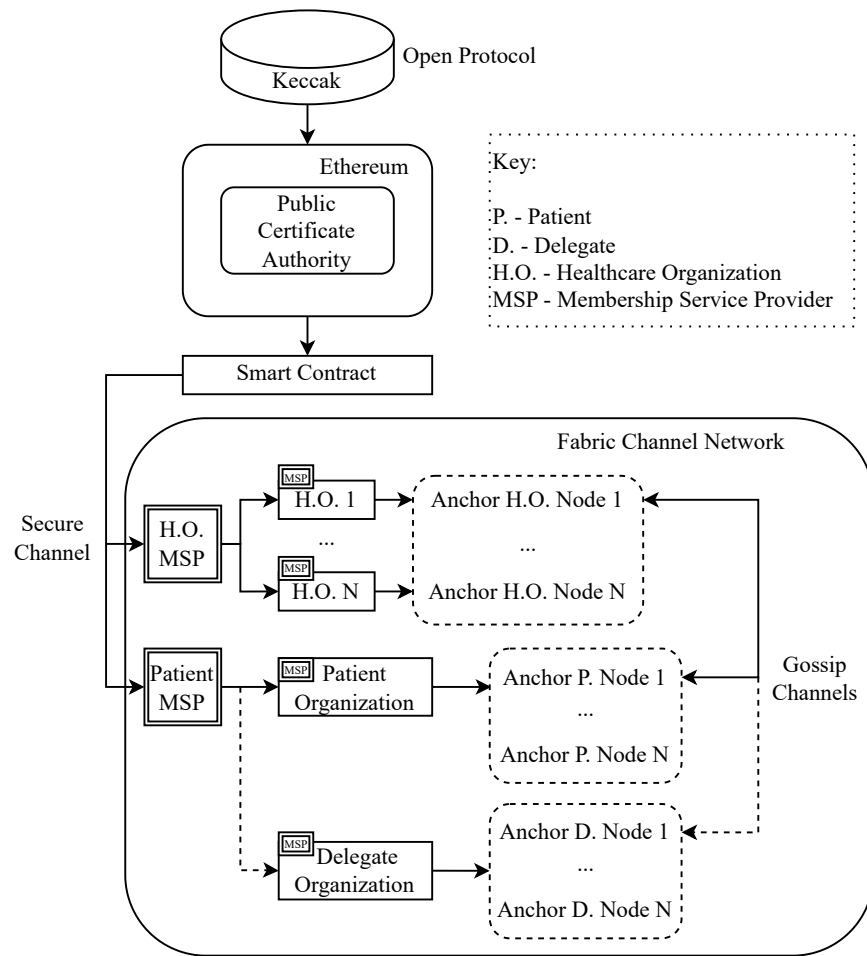 Keccak
Open Protocol
Ethereum
Public
Certificate
Authority
Key:
P. - Patient
D. - Delegate
H.O. - Healthcare Organization
MSP - Membership Service Provider
Smart Contract
Fabric Channel Network
Secure
Channel
H.O.
MSP
MSP
H.O. 1
...
MSP
H.O. N
Anchor H.O. Node 1
...
Anchor H.O. Node N
Patient
MSP
MSP
Patient
Organization
Anchor P. Node 1
...
Anchor P. Node N
Gossip
Channels
MSP
Delegate
Organization
Anchor D. Node 1
...
Anchor D. Node N